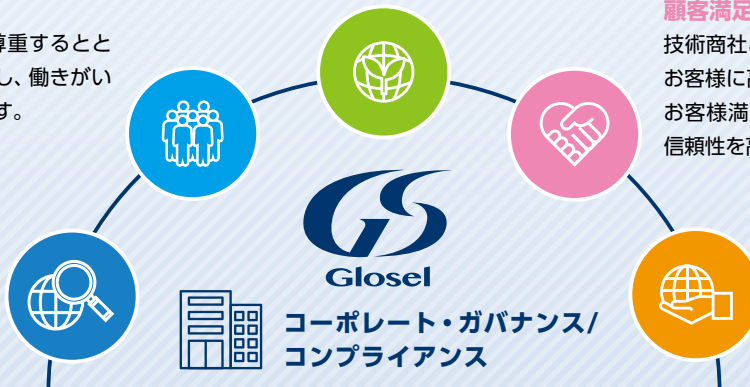 尊重するとと
し、働きがい
す。
顧客満足
技術商社
お客様に
お客様満
信頼性を
GS
Glosel
コーポレート・ガバナンス/
コンプライアンス